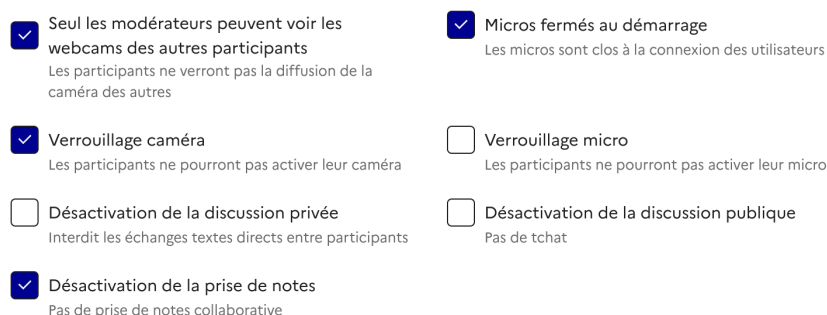 Seul les modérateurs peuvent voir les
webcams des autres participants
Les participants ne verront pas la diffusion de la
caméra des autres
Micros fermés au démarrage
Les micros sont clos à la connexion des utilisateurs
Verrouillage caméra
Les participants ne pourront pas activer leur caméra
Verrouillage micro
Les participants ne pourront pas activer leur micro
Désactivation de la discussion privée
Interdit les échanges textes directs entre participants
Désactivation de la discussion publique
Pas de tchat
Désactivation de la prise de notes
Pas de prise de notes collaborative